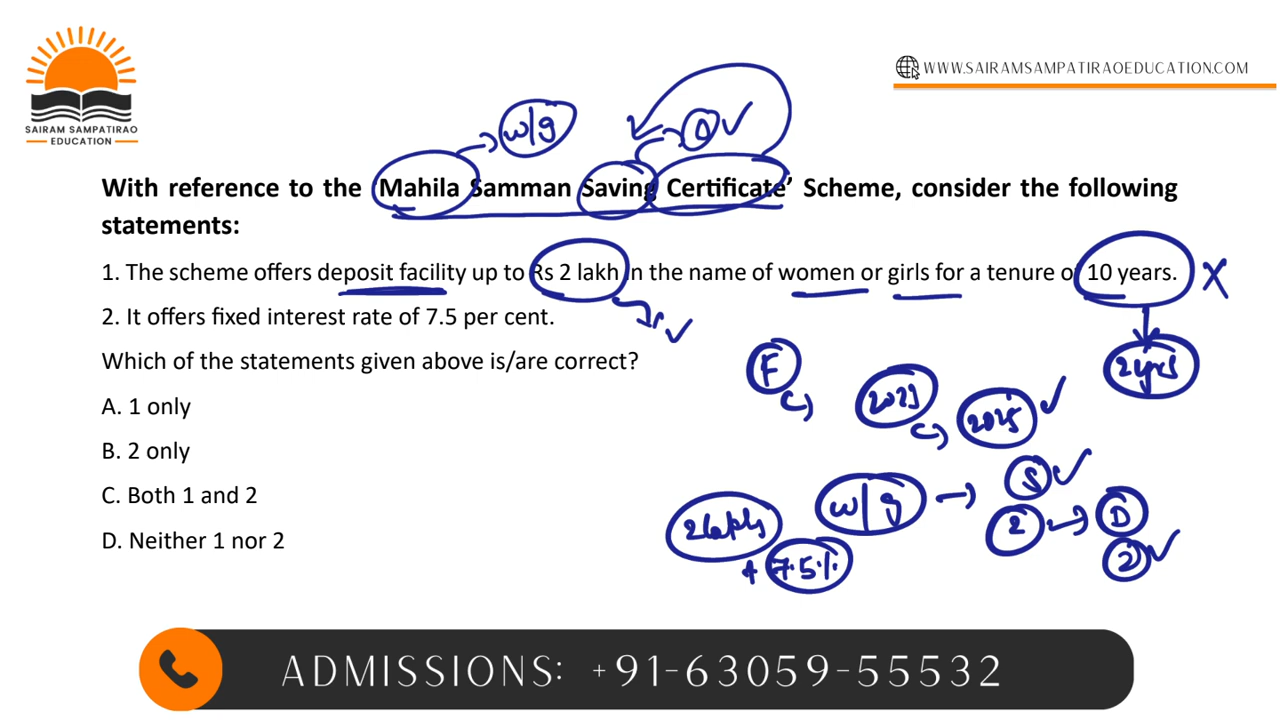 SAIRAM SAMPATIRAO
EDUCATION
WWW.SAIRAMSAMPATIRAOEDUCATION.COM
w/g
D
With reference to the Mahila Samman Saving Certificate’ Scheme, consider the following
statements:
1. The scheme offers deposit facility up to Rs 2 lakh in the name of women or girls for a tenure of 10 years.
2. It offers fixed interest rate of 7.5 per cent.
Which of the statements given above is/are correct?
A. 1 only
B. 2 only
C. Both 1 and 2
D. Neither 1 nor 2
X
2yrs
F
2023
2025
w/g
S
2
D
2
2 lakhs
+ 7.5%
ADMISSIONS: +91-63059-55532